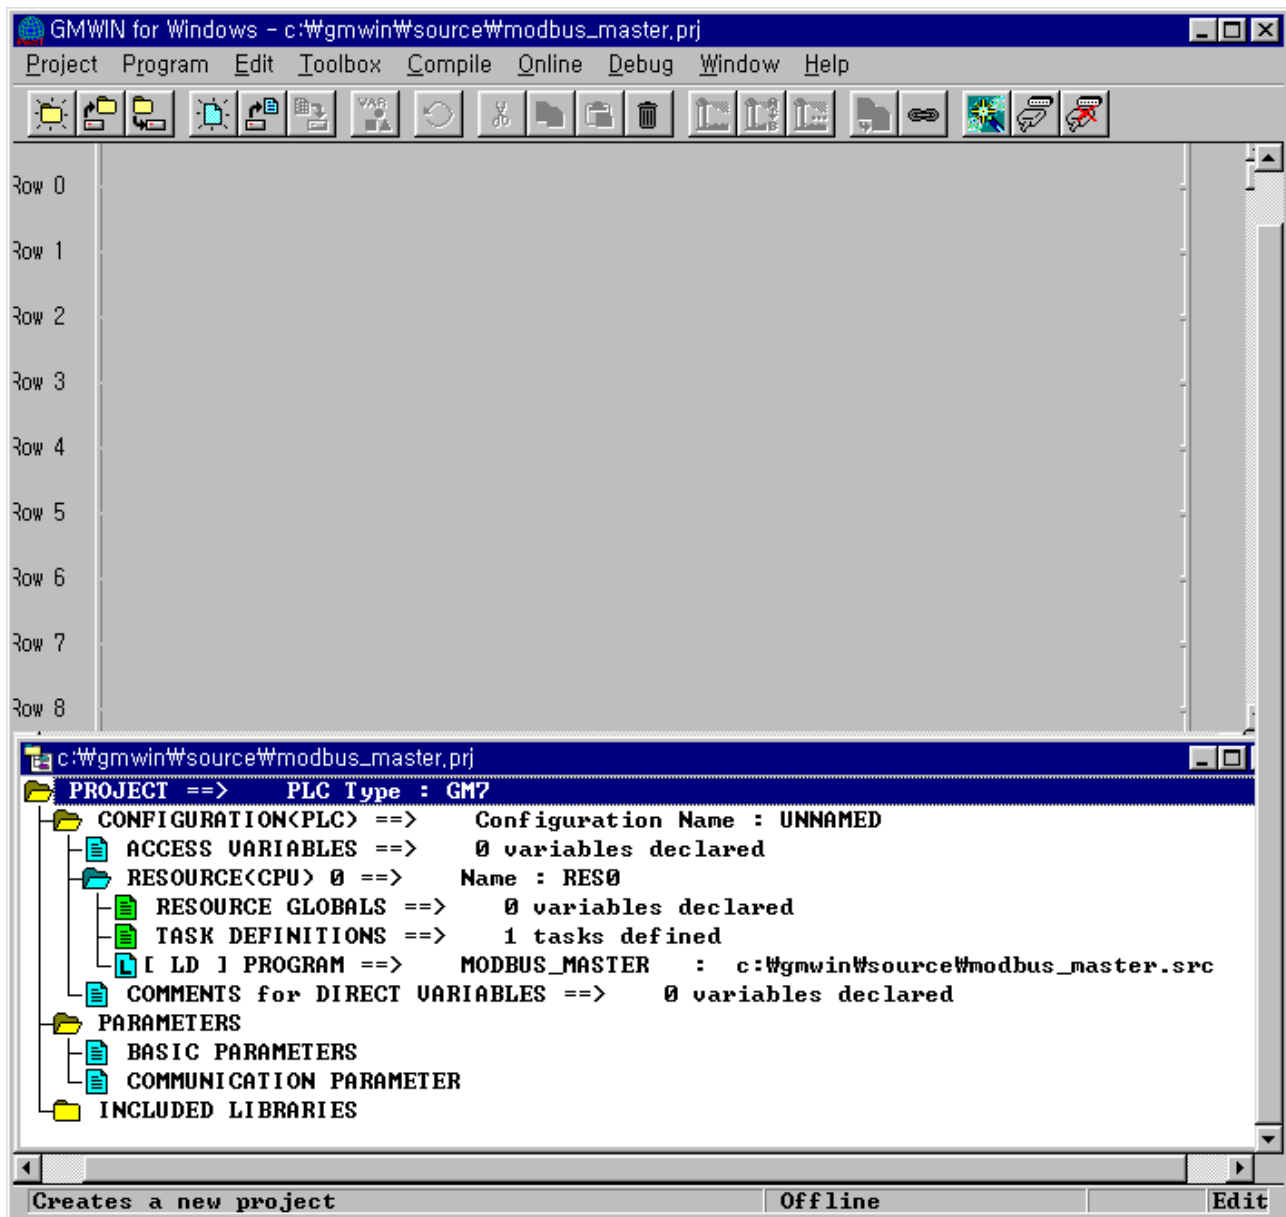 GMWIN for Windows - c:₩gmwin₩source₩modbus_master.prj
Project Program Edit Toolbox Compile Online Debug Window Help
VAR
Row 0
Row 1
Row 2
Row 3
Row 4
Row 5
Row 6
Row 7
Row 8
c:₩gmwin₩source₩modbus_master.prj
PROJECT ==> PLC Type : GM7
CONFIGURATION(PLC) ==> Configuration Name : UNNAMED
ACCESS VARIABLES ==> 0 variables declared
RESOURCE(CPU) 0 ==> Name : RES0
RESOURCE GLOBALS ==> 0 variables declared
TASK DEFINITIONS ==> 1 tasks defined
L [ LD ] PROGRAM ==> MODBUS_MASTER : c:₩gmwin₩source₩modbus_master.src
COMMENTS for DIRECT VARIABLES ==> 0 variables declared
PARAMETERS
BASIC PARAMETERS
COMMUNICATION PARAMETER
INCLUDED LIBRARIES
Creates a new project Offline Edit